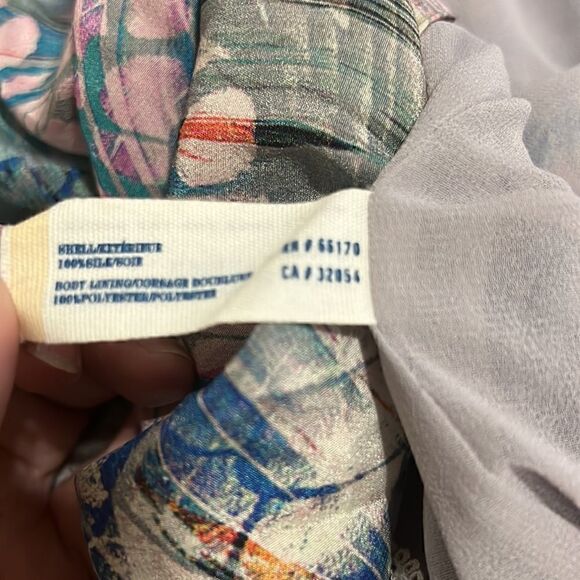 SHELL/EXTÉRIEUR
100%SILK/SOIE
BODY LINING/CORSAGE DOUBLURE
100%POLYESTER/POLYESTER
RN # 66170
CA # 32054